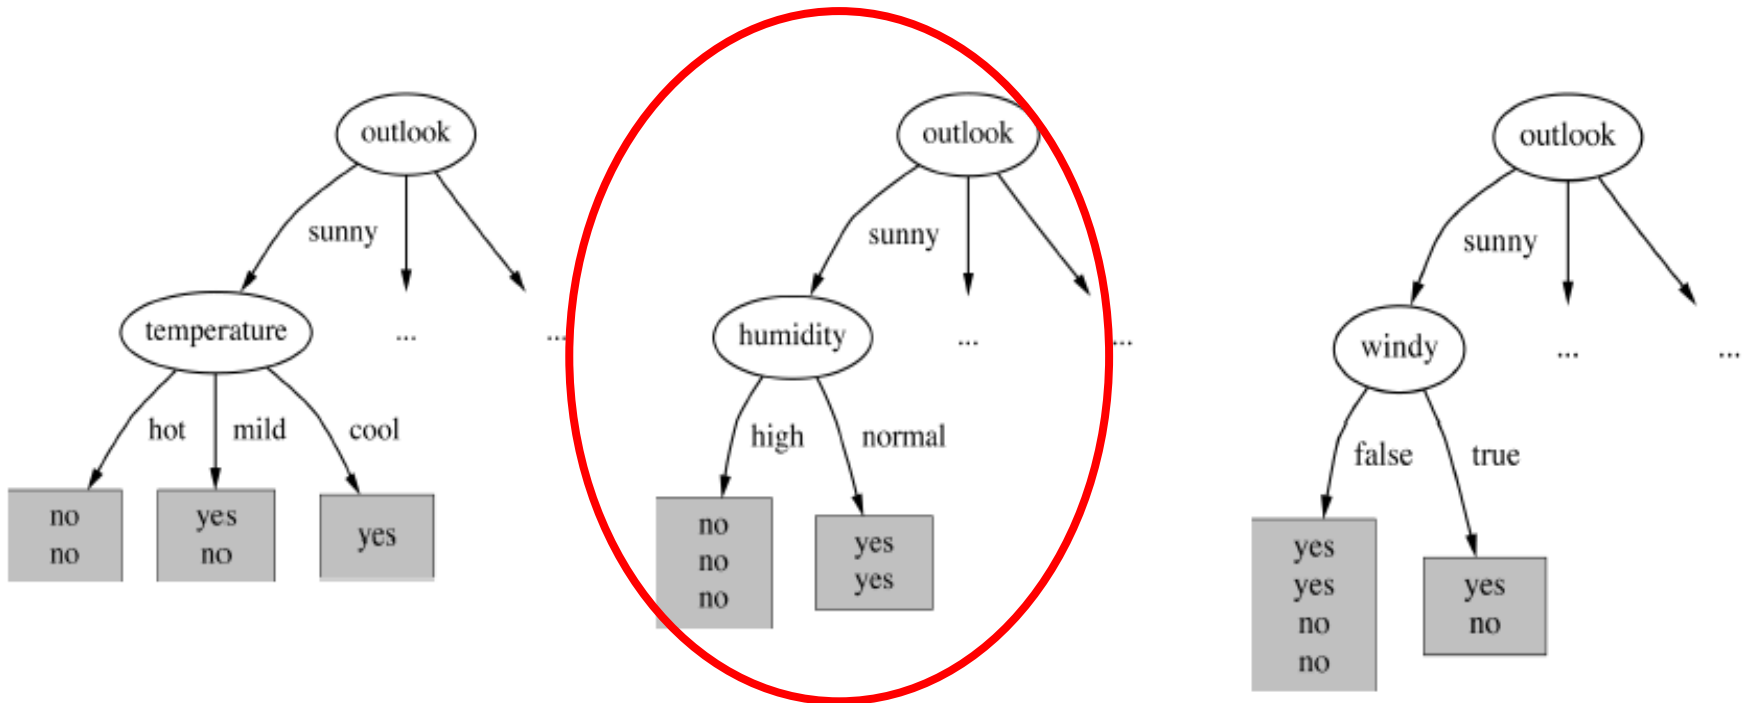 outlook
sunny
temperature
...
...
hot
mild
cool
no
no
yes
no
yes
outlook
sunny
humidity
...
...
high
normal
no
no
no
yes
yes
outlook
sunny
windy
...
...
false
true
yes
yes
no
no
yes
no